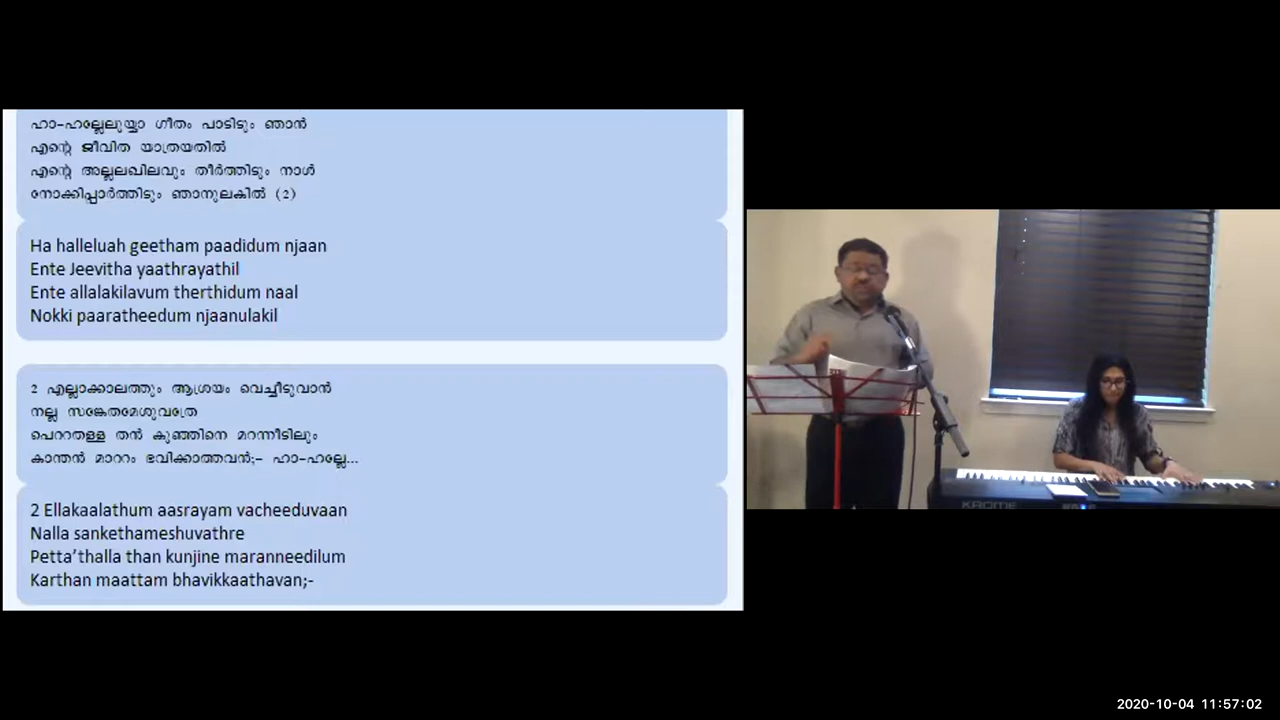 ഹാ-ഹല്ലേലുയ്യാ ഗീതം പാടിടും ഞാൻ
എന്റെ ജീവിത യാത്രയതിൽ
എന്റെ അല്ലലഖിലവും തീർത്തിടും നാൾ
നോക്കിപ്പാർത്തിടും ഞാനുലകിൽ (2)
Ha halleluah geetham paadidum njaan
Ente Jeevitha yaathrayathil
Ente allalakilavum therthidum naal
Nokki paaratheedum njaanulakil
2 എല്ലാക്കാലത്തും ആശ്രയം വെച്ചീടുവാൻ
നല്ല സങ്കേതമേശുവത്രേ
പെററതള്ള തൻ കുഞ്ഞിനെ മറന്നീടിലും
കാന്തൻ മാററം ഭവിക്കാത്തവൻ;- ഹാ-ഹല്ലേ...
2 Ellakaalathum aasrayam vacheeduvaan
Nalla sankethameshuvathre
Petta’thalla than kunjine maranneedilum
Karthan maattam bhavikkaathavan;-
KROME
KORG
2020-10-04 11:57:02